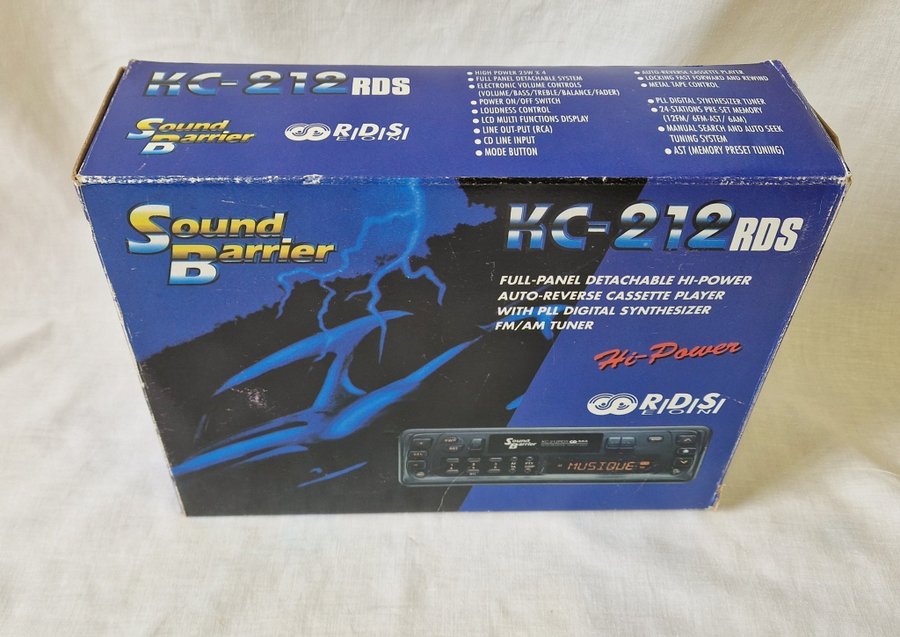 KC-212 RDS
Sound Barrier
RDS EON
HIGH POWER 25W X 4
FULL PANEL DETACHABLE SYSTEM
ELECTRONIC VOLUME CONTROLS
(VOLUME/BASS/TREBLE/BALANCE/FADER)
POWER ON/OFF SWITCH
LOUDNESS CONTROL
LCD MULTI FUNCTIONS DISPLAY
LINE OUT-PUT (RCA)
CD LINE INPUT
MODE BUTTON
AUTO-REVERSE CASSETTE PLAYER
LOCKING FAST FORWARD AND REWIND
METAL TAPE CONTROL
PLL DIGITAL SYNTHESIZER TUNER
24-STATIONS PRE-SET MEMORY
(12FM/ 6FM-AST/ 6AM)
MANUAL SEARCH AND AUTO SEEK
TUNING SYSTEM
AST (MEMORY PRESET TUNING)
Sound
Barrier
KC-212 RDS
FULL-PANEL DETACHABLE HI-POWER
AUTO-REVERSE CASSETTE PLAYER
WITH PLL DIGITAL SYNTHESIZER
FM/AM TUNER
Hi-Power
RDS EON
Sound
Barrier
MUSIQUE